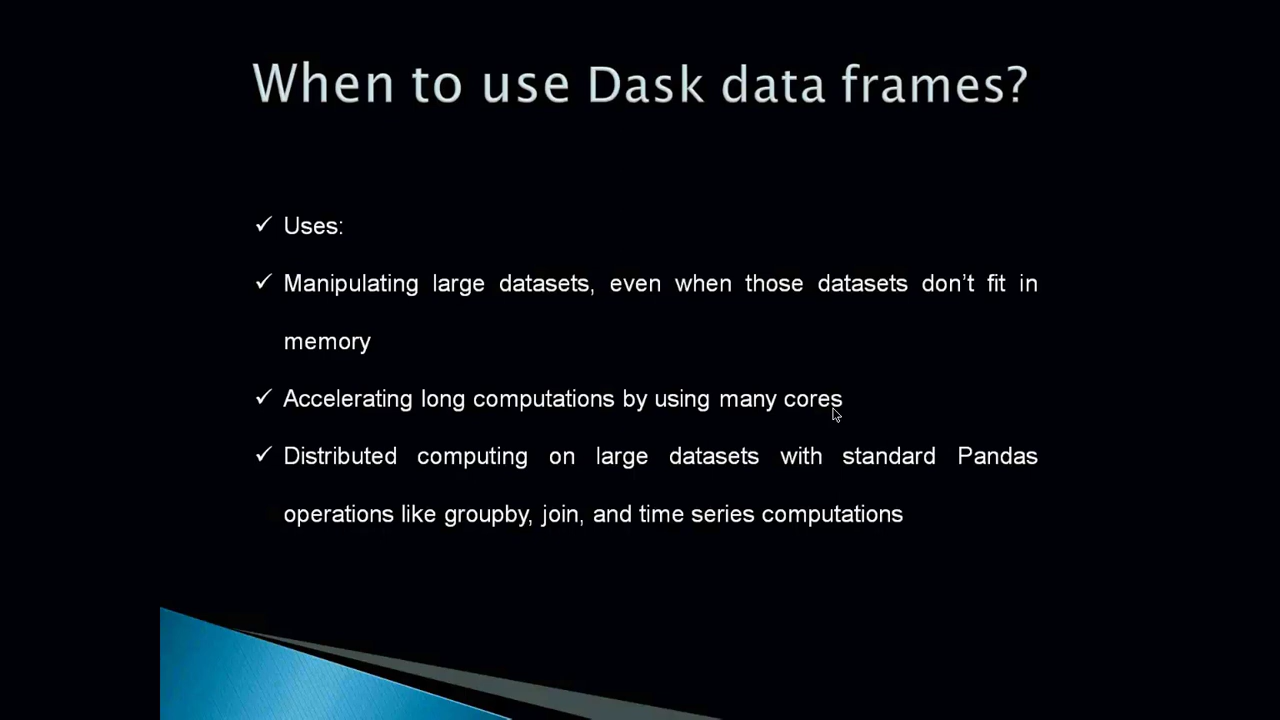 When to use Dask data frames?
✓ Uses:
✓ Manipulating large datasets, even when those datasets don’t fit in
memory
✓ Accelerating long computations by using many cores
✓ Distributed computing on large datasets with standard Pandas
operations like groupby, join, and time series computations